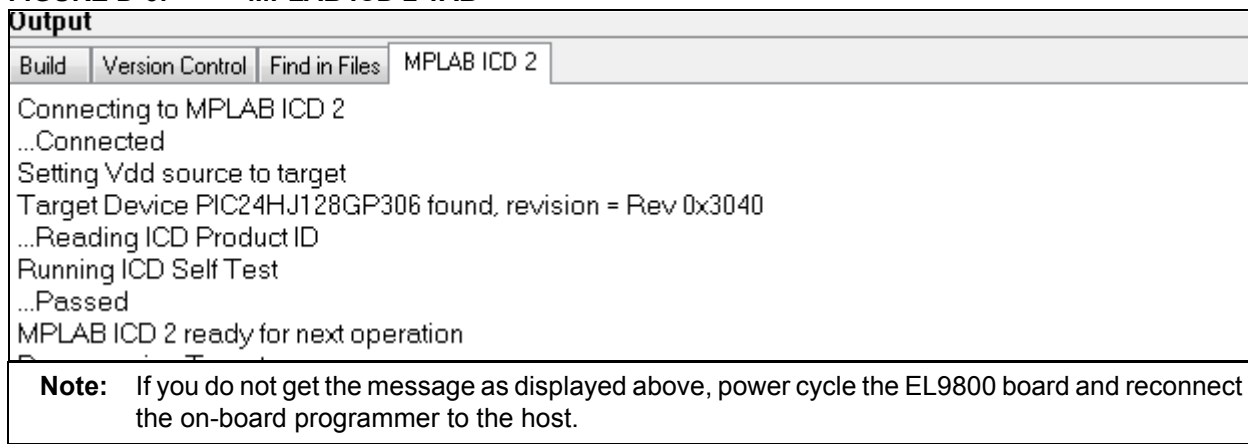 Output
Build Version Control Find in Files MPLAB ICD 2
Connecting to MPLAB ICD 2
...Connected
Setting Vdd source to target
Target Device PIC24HJ128GP306 found, revision = Rev 0x3040
...Reading ICD Product ID
Running ICD Self Test
...Passed
MPLAB ICD 2 ready for next operation
Note: If you do not get the message as displayed above, power cycle the EL9800 board and reconnect
the on-board programmer to the host.